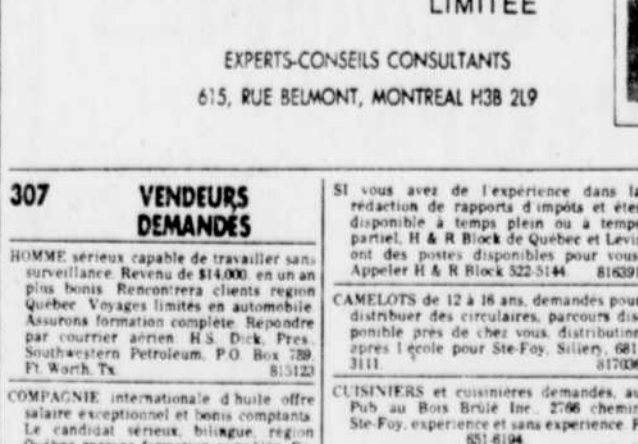 LIMITÉE
EXPERTS-CONSEILS CONSULTANTS
615, RUE BELMONT, MONTREAL H3B 2L9
307 VENDEURS
DEMANDÉS
HOMME sérieux capable de travailler sans
surveillance. Revenu de $14,000. en un an
plus bonis. Rencontrera clients region
Québec. Voyages limités en automobile.
Assurons formation complète. Répondre
par courrier aérien. H.S. Dick, Pres.,
Southwestern Petroleum, P.O. Box 789,
Ft. Worth, Tx. 815123
COMPAGNIE internationale d'huile offre
salaire exceptionnel et bonis comptants.
Le candidat sérieux, bilingue, région
SI vous avez de l'expérience dans la
rédaction de rapports d'impôts et êtes
disponible à temps plein ou à temps
partiel, H & R Block de Québec et Levis
ont des postes disponibles pour vous.
Appeler H & R Block 522-5144. 816391
CAMELOTS de 12 à 16 ans, demandés pour
distribuer des circulaires, parcours dis-
ponible près de chez vous, distribution
après l'école pour Ste-Foy, Sillery, 681-
3111. 817036
CUISINIERS et cuisinières demandés, au
Pub au Bois Brûlé Inc., 2766 chemin
Ste-Foy, expérience et sans expérience.
651-6194